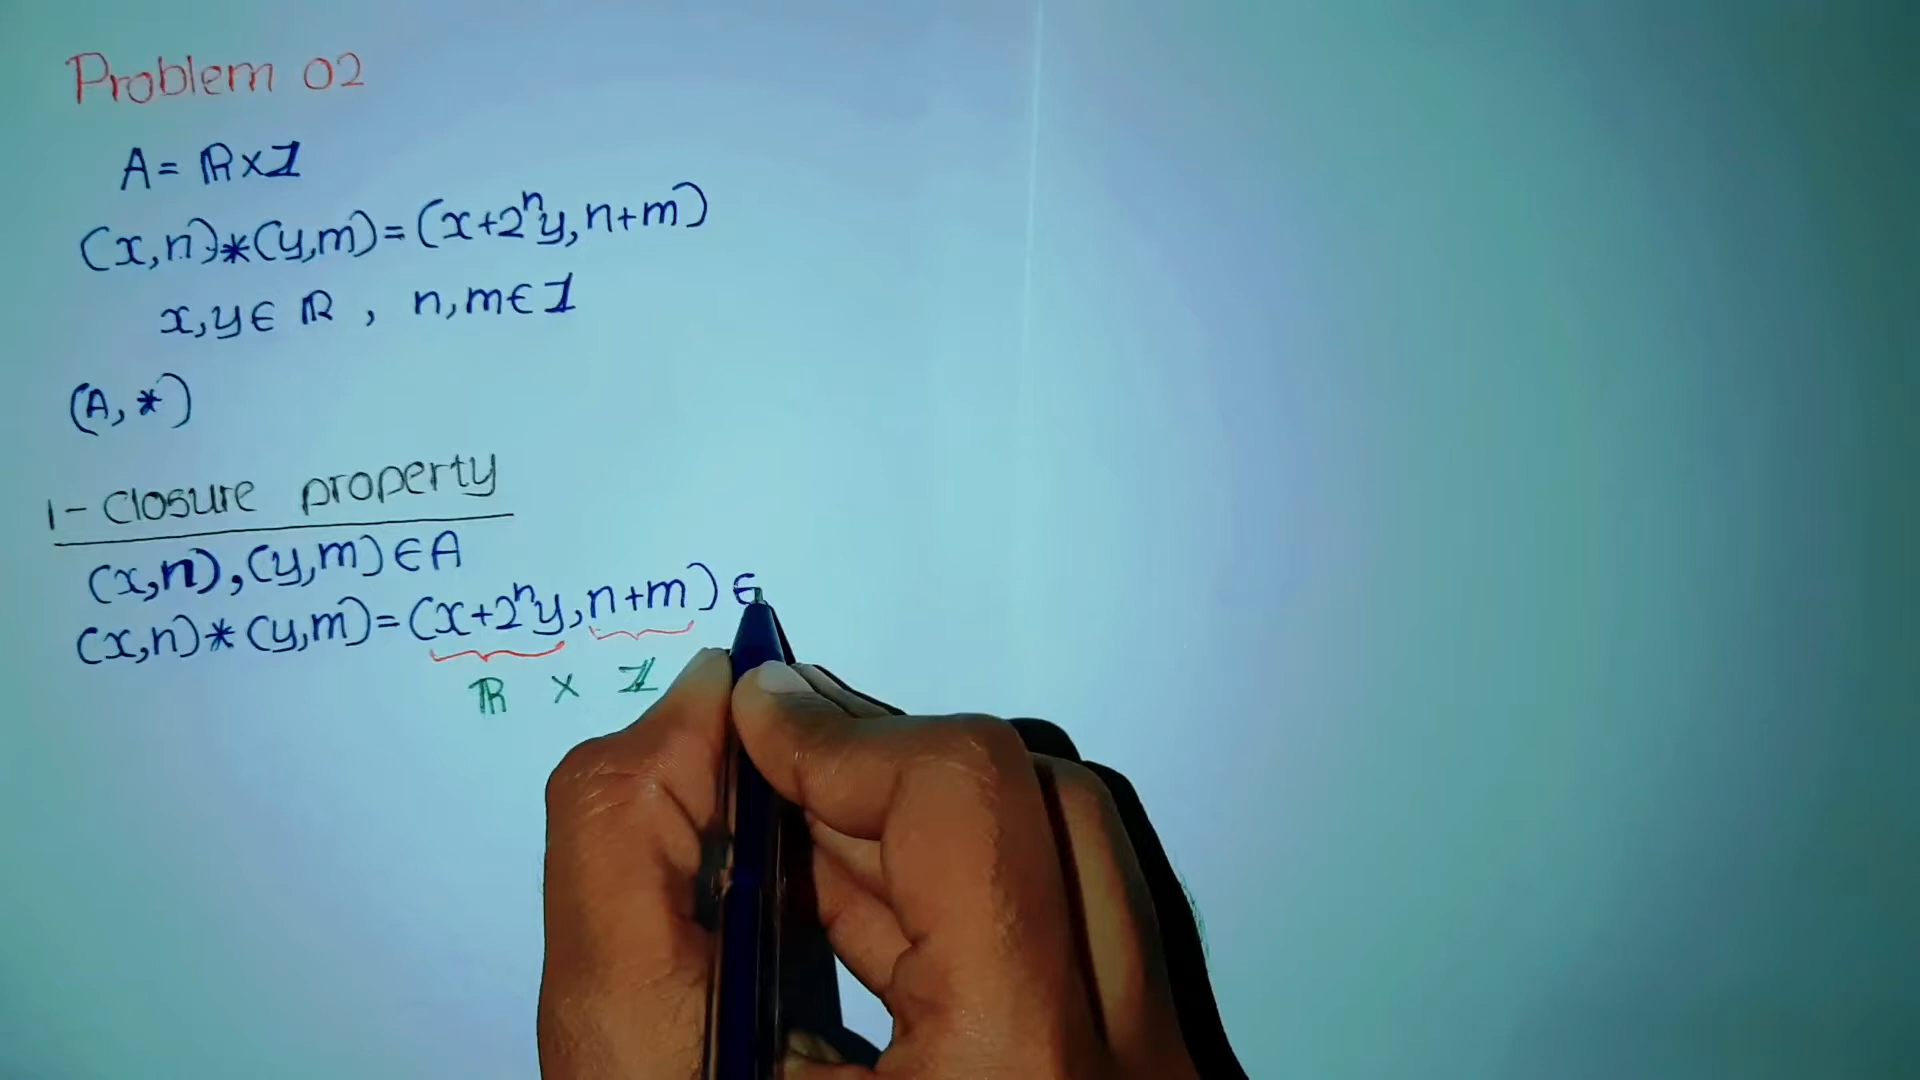 Problem 02
A = ℝ×ℤ
(x,n)*(y,m)=(x+2ⁿy,n+m)
x,y∈ ℝ , n,m∈ℤ
(A,*)
1- Closure property
(x,n),(y,m)∈A
(x,n)*(y,m)=(x+2ⁿy,n+m)∈
ℝ × ℤ